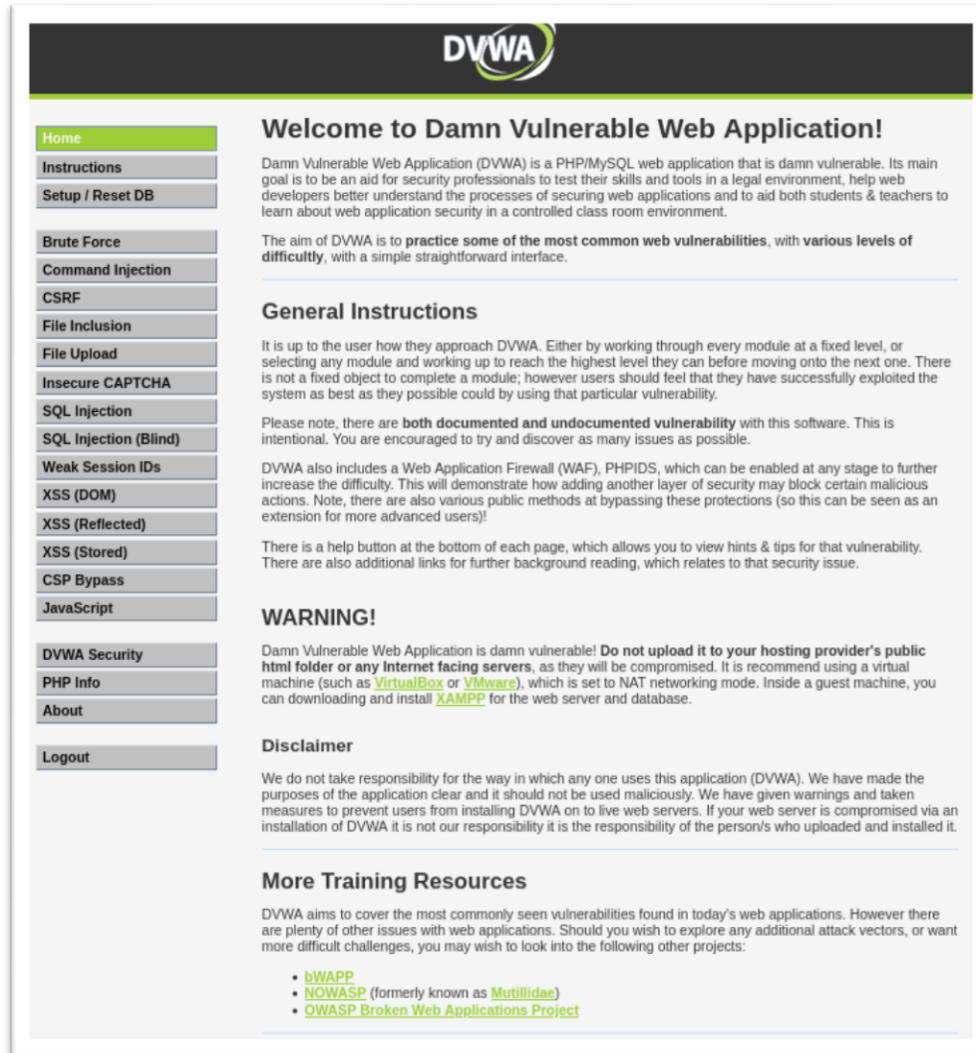 DVWA
Home
Instructions
Setup / Reset DB
Brute Force
Command Injection
CSRF
File Inclusion
File Upload
Insecure CAPTCHA
SQL Injection
SQL Injection (Blind)
Weak Session IDs
XSS (DOM)
XSS (Reflected)
XSS (Stored)
CSP Bypass
JavaScript
DVWA Security
PHP Info
About
Logout
Welcome to Damn Vulnerable Web Application!
Damn Vulnerable Web Application (DVWA) is a PHP/MySQL web application that is damn vulnerable. Its main
goal is to be an aid for security professionals to test their skills and tools in a legal environment, help web
developers better understand the processes of securing web applications and to aid both students & teachers to
learn about web application security in a controlled class room environment.
The aim of DVWA is to practice some of the most common web vulnerabilities, with various levels of
difficultly, with a simple straightforward interface.
General Instructions
It is up to the user how they approach DVWA. Either by working through every module at a fixed level, or
selecting any module and working up to reach the highest level they can before moving onto the next one. There
is not a fixed object to complete a module; however users should feel that they have successfully exploited the
system as best as they possible could by using that particular vulnerability.
Please note, there are both documented and undocumented vulnerability with this software. This is
intentional. You are encouraged to try and discover as many issues as possible.
DVWA also includes a Web Application Firewall (WAF), PHPIDS, which can be enabled at any stage to further
increase the difficulty. This will demonstrate how adding another layer of security may block certain malicious
actions. Note, there are also various public methods at bypassing these protections (so this can be seen as an
extension for more advanced users)!
There is a help button at the bottom of each page, which allows you to view hints & tips for that vulnerability.
There are also additional links for further background reading, which relates to that security issue.
WARNING!
Damn Vulnerable Web Application is damn vulnerable! Do not upload it to your hosting provider's public
html folder or any Internet facing servers, as they will be compromised. It is recommend using a virtual
machine (such as VirtualBox or VMware), which is set to NAT networking mode. Inside a guest machine, you
can downloading and install XAMPP for the web server and database.
Disclaimer
We do not take responsibility for the way in which any one uses this application (DVWA). We have made the
purposes of the application clear and it should not be used maliciously. We have given warnings and taken
measures to prevent users from installing DVWA on to live web servers. If your web server is compromised via an
installation of DVWA it is not our responsibility it is the responsibility of the person/s who uploaded and installed it.
More Training Resources
DVWA aims to cover the most commonly seen vulnerabilities found in today's web applications. However there
are plenty of other issues with web applications. Should you wish to explore any additional attack vectors, or want
more difficult challenges, you may wish to look into the following other projects:
• bWAPP
• NOWASP (formerly known as Mutillidae)
• OWASP Broken Web Applications Project